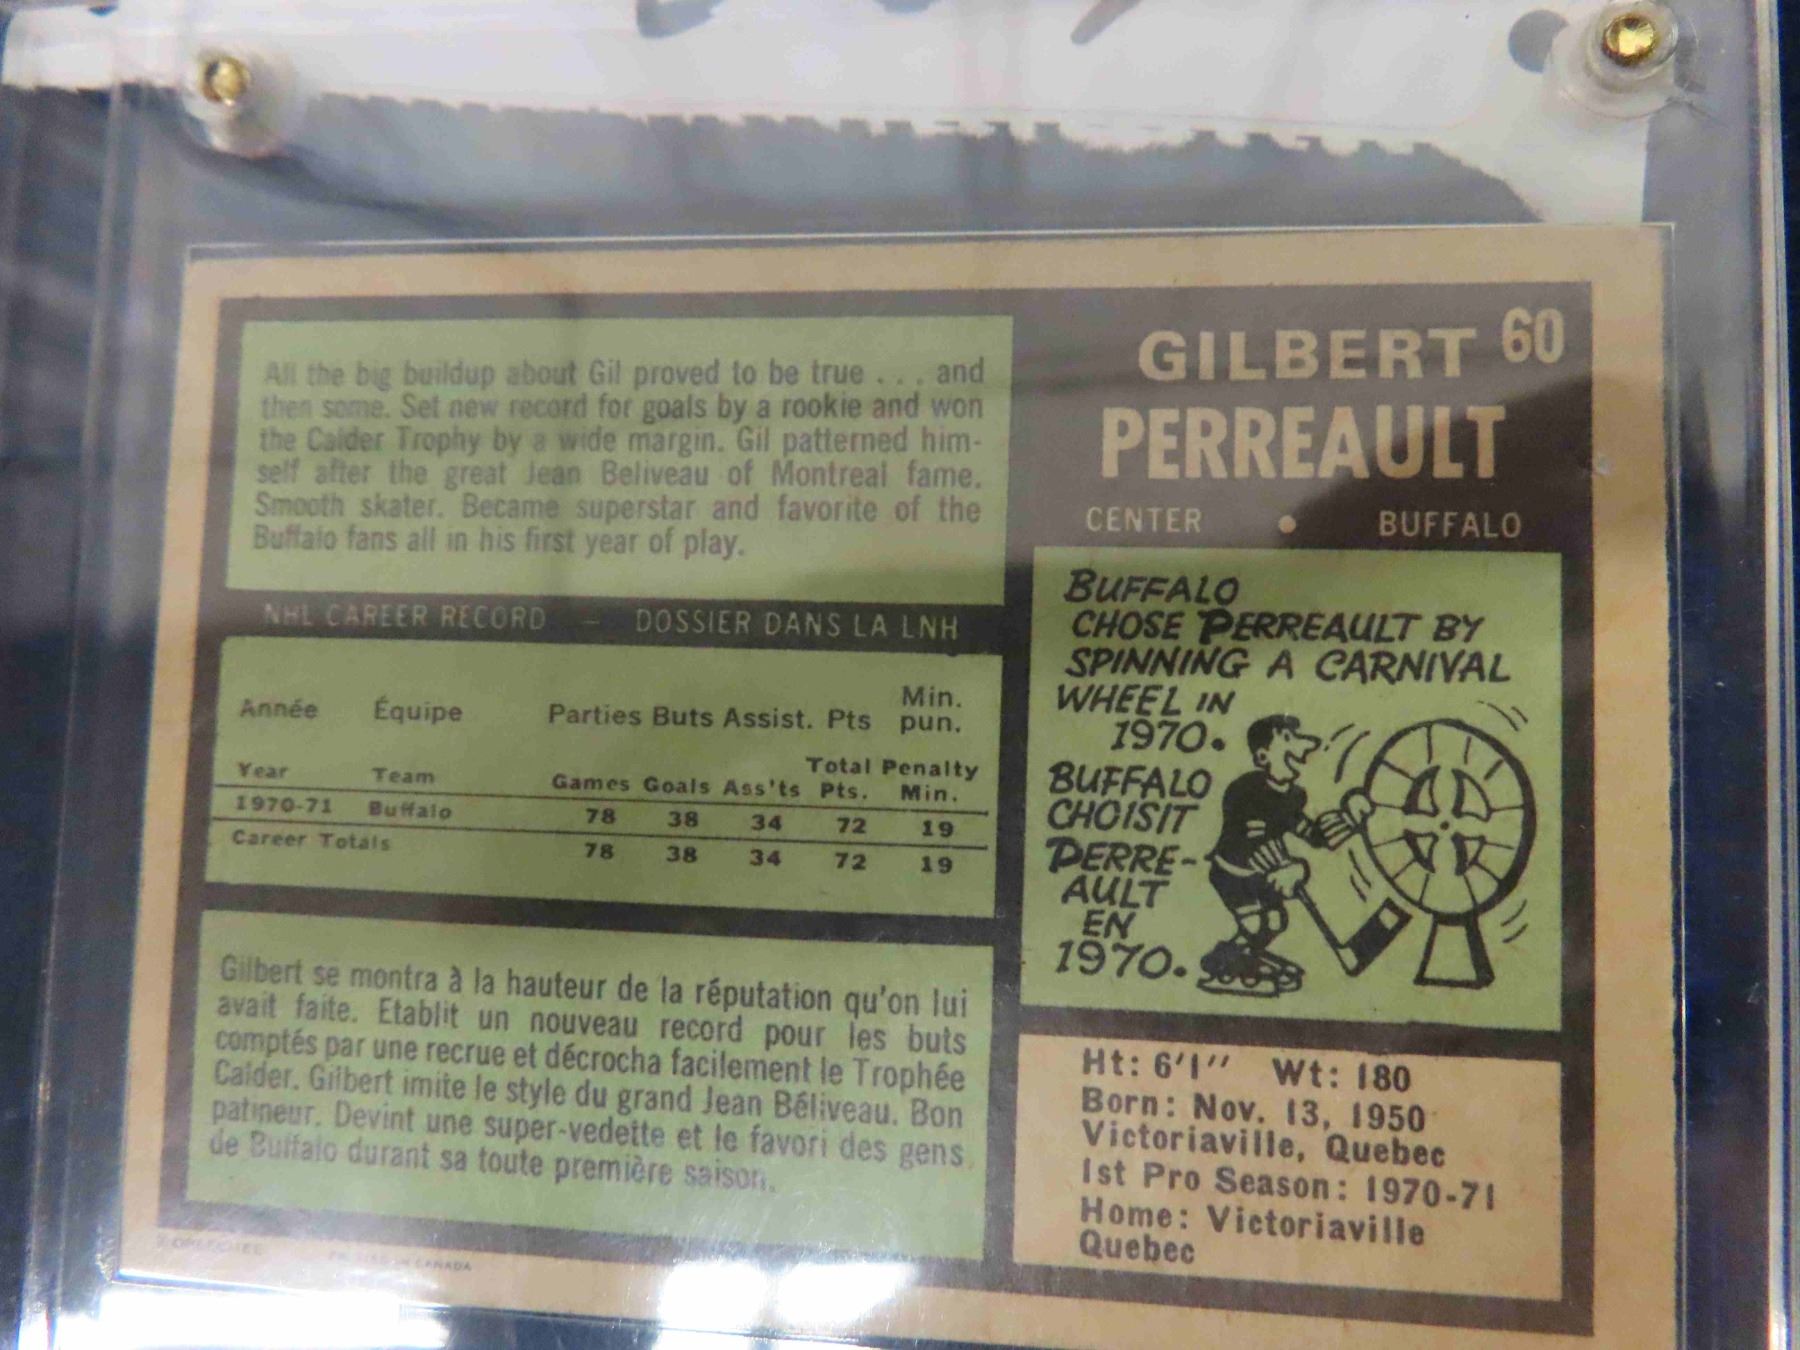 All the big buildup about Gil proved to be true . . . and
then some. Set new record for goals by a rookie and won
the Calder Trophy by a wide margin. Gil patterned him-
self after the great Jean Beliveau of Montreal fame.
Smooth skater. Became superstar and favorite of the
Buffalo fans all in his first year of play.
NHL CAREER RECORD — DOSSIER DANS LA LNH
Année Équipe Parties Buts Assist. Pts Min. pun.
Year Team Games Goals Ass'ts Total Pts. Penalty Min.
1970-71 Buffalo 78 38 34 72 19
Career Totals 78 38 34 72 19
Gilbert se montra à la hauteur de la réputation qu'on lui
avait faite. Etablit un nouveau record pour les buts
comptés par une recrue et décrocha facilement le Trophée
Calder. Gilbert imite le style du grand Jean Béliveau. Bon
patineur. Devint une super-vedette et le favori des gens
de Buffalo durant sa toute première saison.
O-PEE-CHEE PRINTED IN CANADA
GILBERT 60
PERREAULT
CENTER • BUFFALO
BUFFALO
CHOSE PERREAULT BY
SPINNING A CARNIVAL
WHEEL IN
1970.
BUFFALO
CHOISIT
PERRE-
AULT
EN
1970.
Ht: 6'1" Wt: 180
Born: Nov. 13, 1950
Victoriaville, Quebec
1st Pro Season: 1970-71
Home: Victoriaville
Quebec